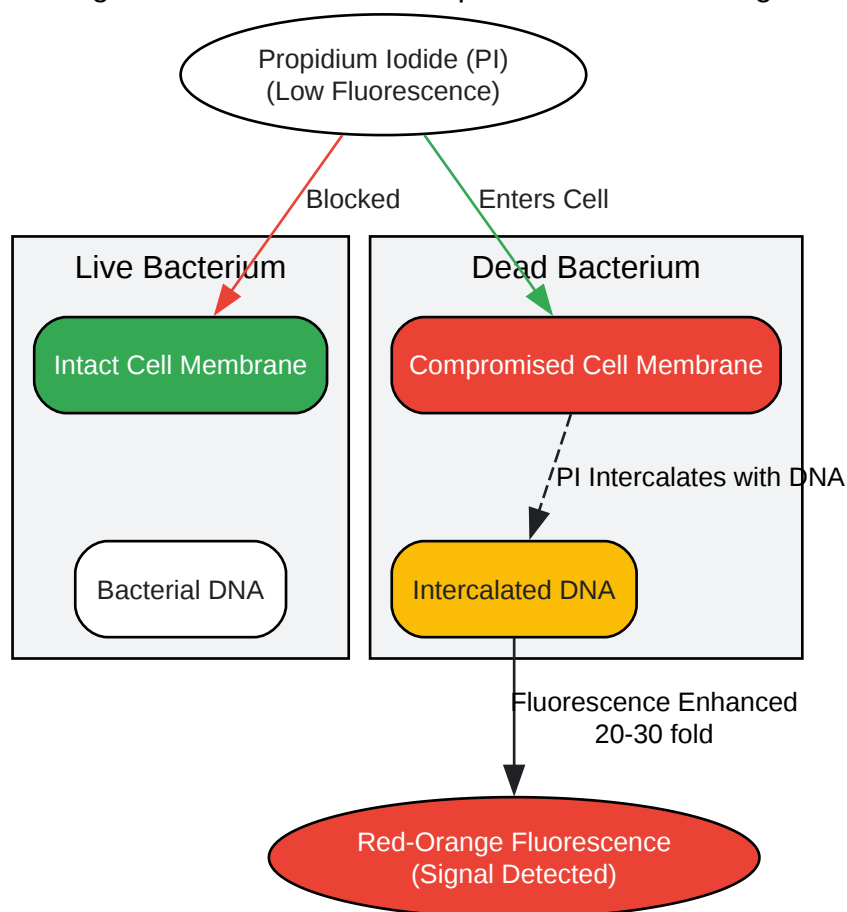 Propidium Iodide (PI)
(Low Fluorescence)
Blocked
Enters Cell
Live Bacterium
Dead Bacterium
Intact Cell Membrane
Compromised Cell Membrane
PI Intercalates with DNA
Bacterial DNA
Intercalated DNA
Fluorescence Enhanced
20-30 fold
Red-Orange Fluorescence
(Signal Detected)